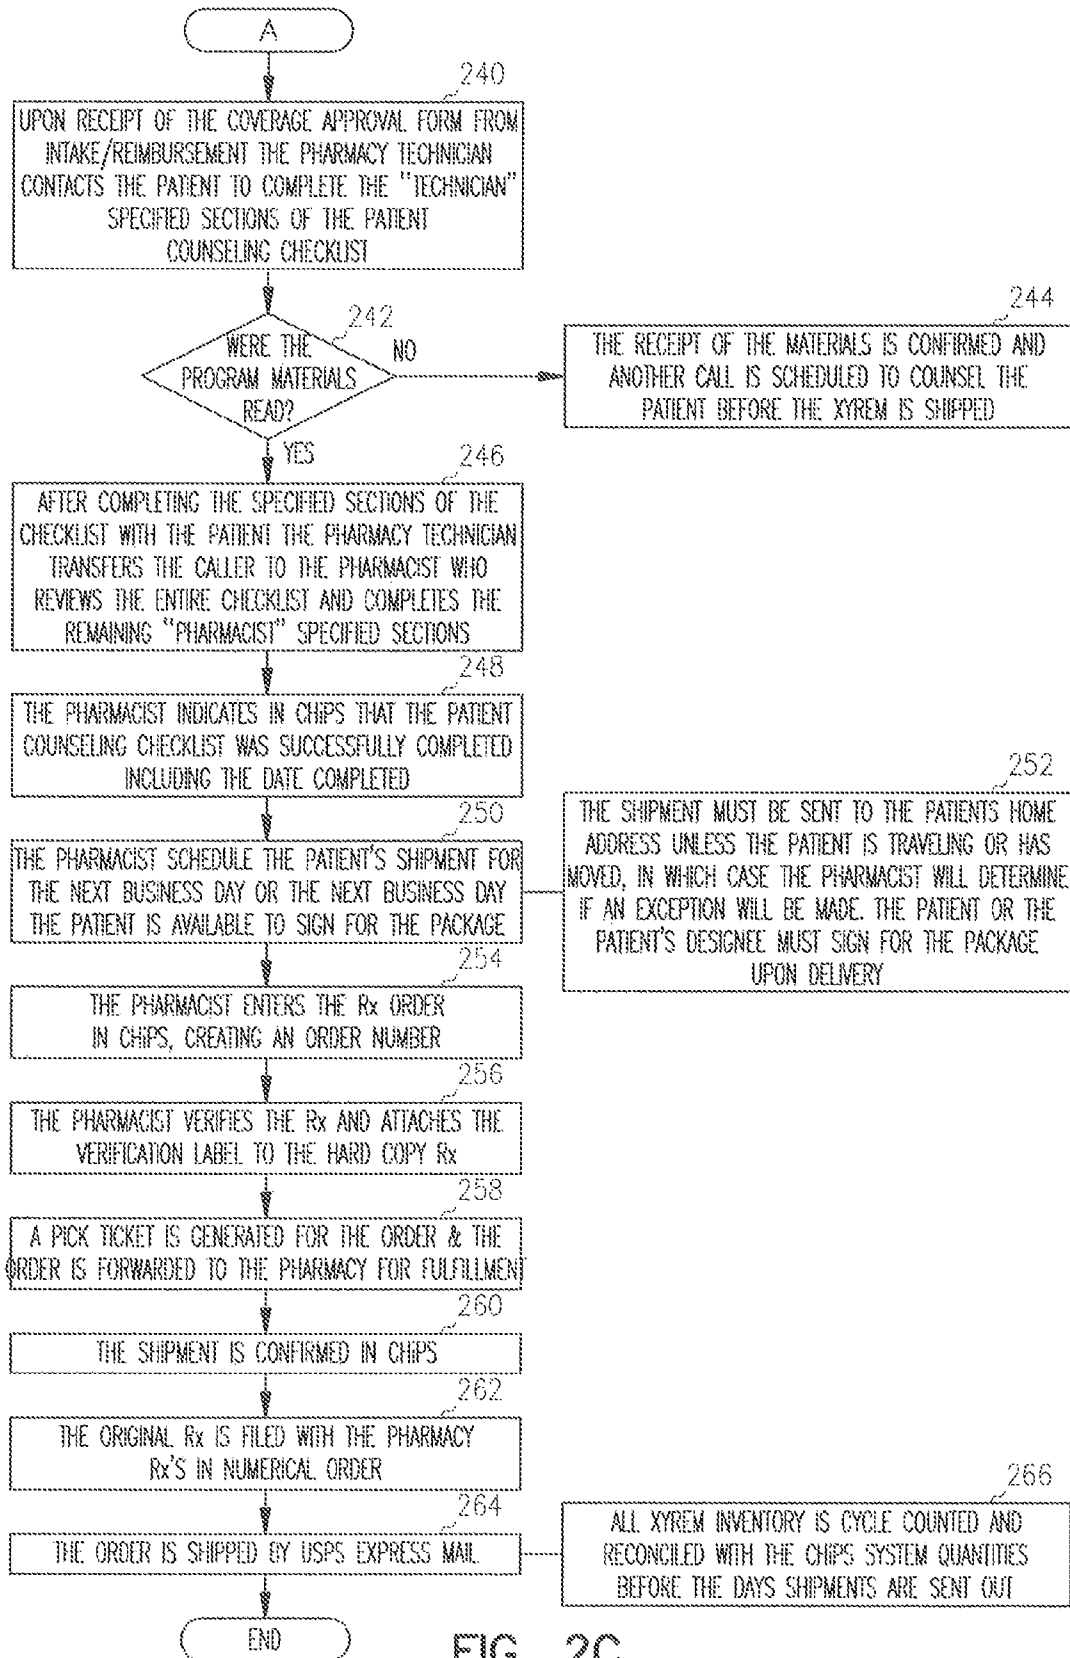 A
240
UPON RECEIPT OF THE COVERAGE APPROVAL FORM FROM
INTAKE/REIMBURSEMENT THE PHARMACY TECHNICIAN
CONTACTS THE PATIENT TO COMPLETE THE "TECHNICIAN"
SPECIFIED SECTIONS OF THE PATIENT
COUNSELING CHECKLIST
242
WERE THE
PROGRAM MATERIALS
READ?
NO
244
THE RECEIPT OF THE MATERIALS IS CONFIRMED AND
ANOTHER CALL IS SCHEDULED TO COUNSEL THE
PATIENT BEFORE THE XYREM IS SHIPPED
YES
246
AFTER COMPLETING THE SPECIFIED SECTIONS OF THE
CHECKLIST WITH THE PATIENT THE PHARMACY TECHNICIAN
TRANSFERS THE CALLER TO THE PHARMACIST WHO
REVIEWS THE ENTIRE CHECKLIST AND COMPLETES THE
REMAINING "PHARMACIST" SPECIFIED SECTIONS
248
THE PHARMACIST INDICATES IN CHIPS THAT THE PATIENT
COUNSELING CHECKLIST WAS SUCCESSFULLY COMPLETED
INCLUDING THE DATE COMPLETED
250
THE PHARMACIST SCHEDULE THE PATIENT'S SHIPMENT FOR
THE NEXT BUSINESS DAY OR THE NEXT BUSINESS DAY
THE PATIENT IS AVAILABLE TO SIGN FOR THE PACKAGE
252
THE SHIPMENT MUST BE SENT TO THE PATIENTS HOME
ADDRESS UNLESS THE PATIENT IS TRAVELING OR HAS
MOVED, IN WHICH CASE THE PHARMACIST WILL DETERMINE
IF AN EXCEPTION WILL BE MADE. THE PATIENT OR THE
PATIENT'S DESIGNEE MUST SIGN FOR THE PACKAGE
UPON DELIVERY
254
THE PHARMACIST ENTERS THE Rx ORDER
IN CHIPS, CREATING AN ORDER NUMBER
256
THE PHARMACIST VERIFIES THE Rx AND ATTACHES THE
VERIFICATION LABEL TO THE HARD COPY Rx
258
A PICK TICKET IS GENERATED FOR THE ORDER & THE
ORDER IS FORWARDED TO THE PHARMACY FOR FULFILLMENT
260
THE SHIPMENT IS CONFIRMED IN CHIPS
262
THE ORIGINAL Rx IS FILED WITH THE PHARMACY
Rx'S IN NUMERICAL ORDER
264
THE ORDER IS SHIPPED BY USPS EXPRESS MAIL
266
ALL XYREM INVENTORY IS CYCLE COUNTED AND
RECONCILED WITH THE CHIPS SYSTEM QUANTITIES
BEFORE THE DAYS SHIPMENTS ARE SENT OUT
END
FIG. 2C